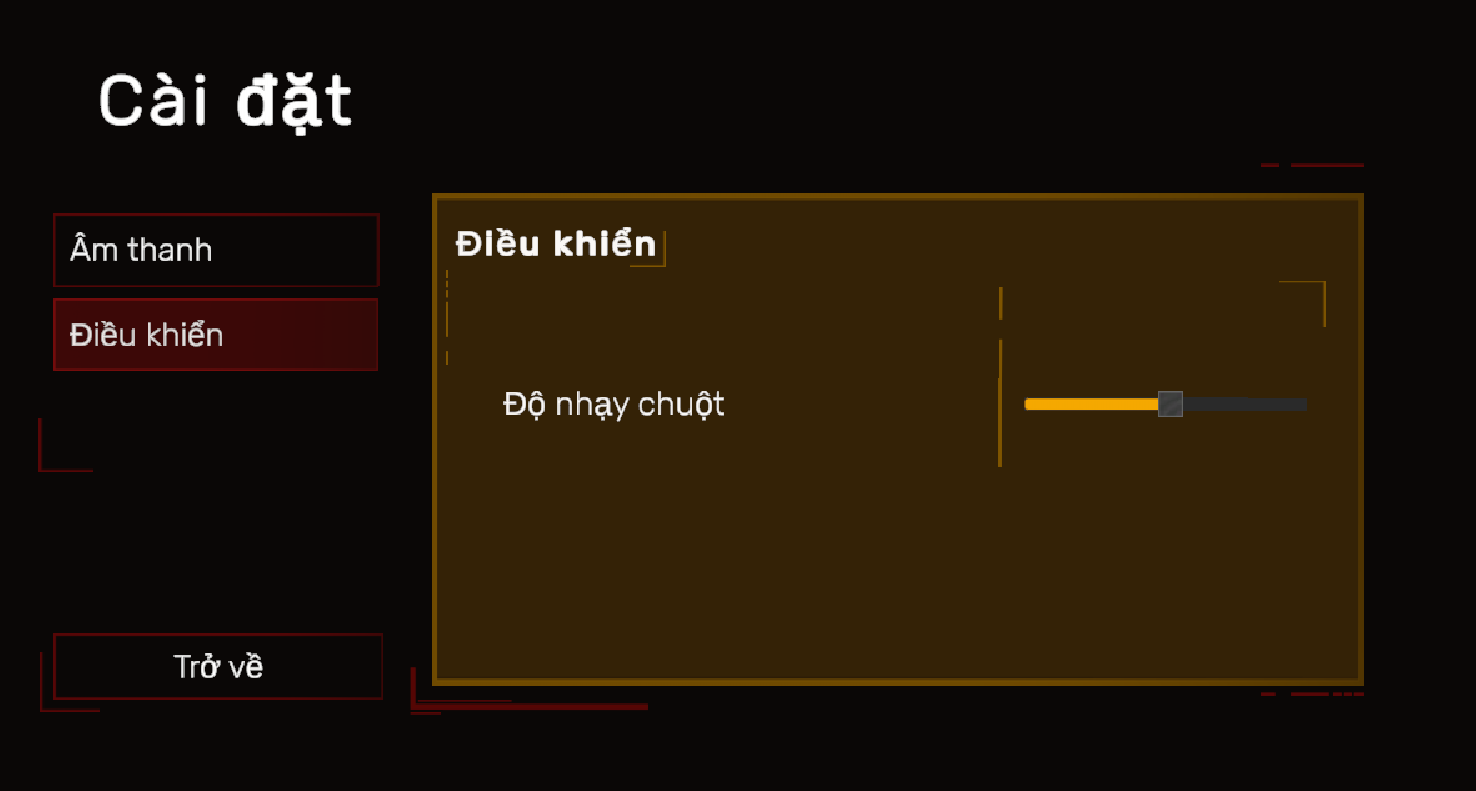 Cài đặt
Âm thanh
Điều khiển
Điều khiển
Độ nhạy chuột
Trở về